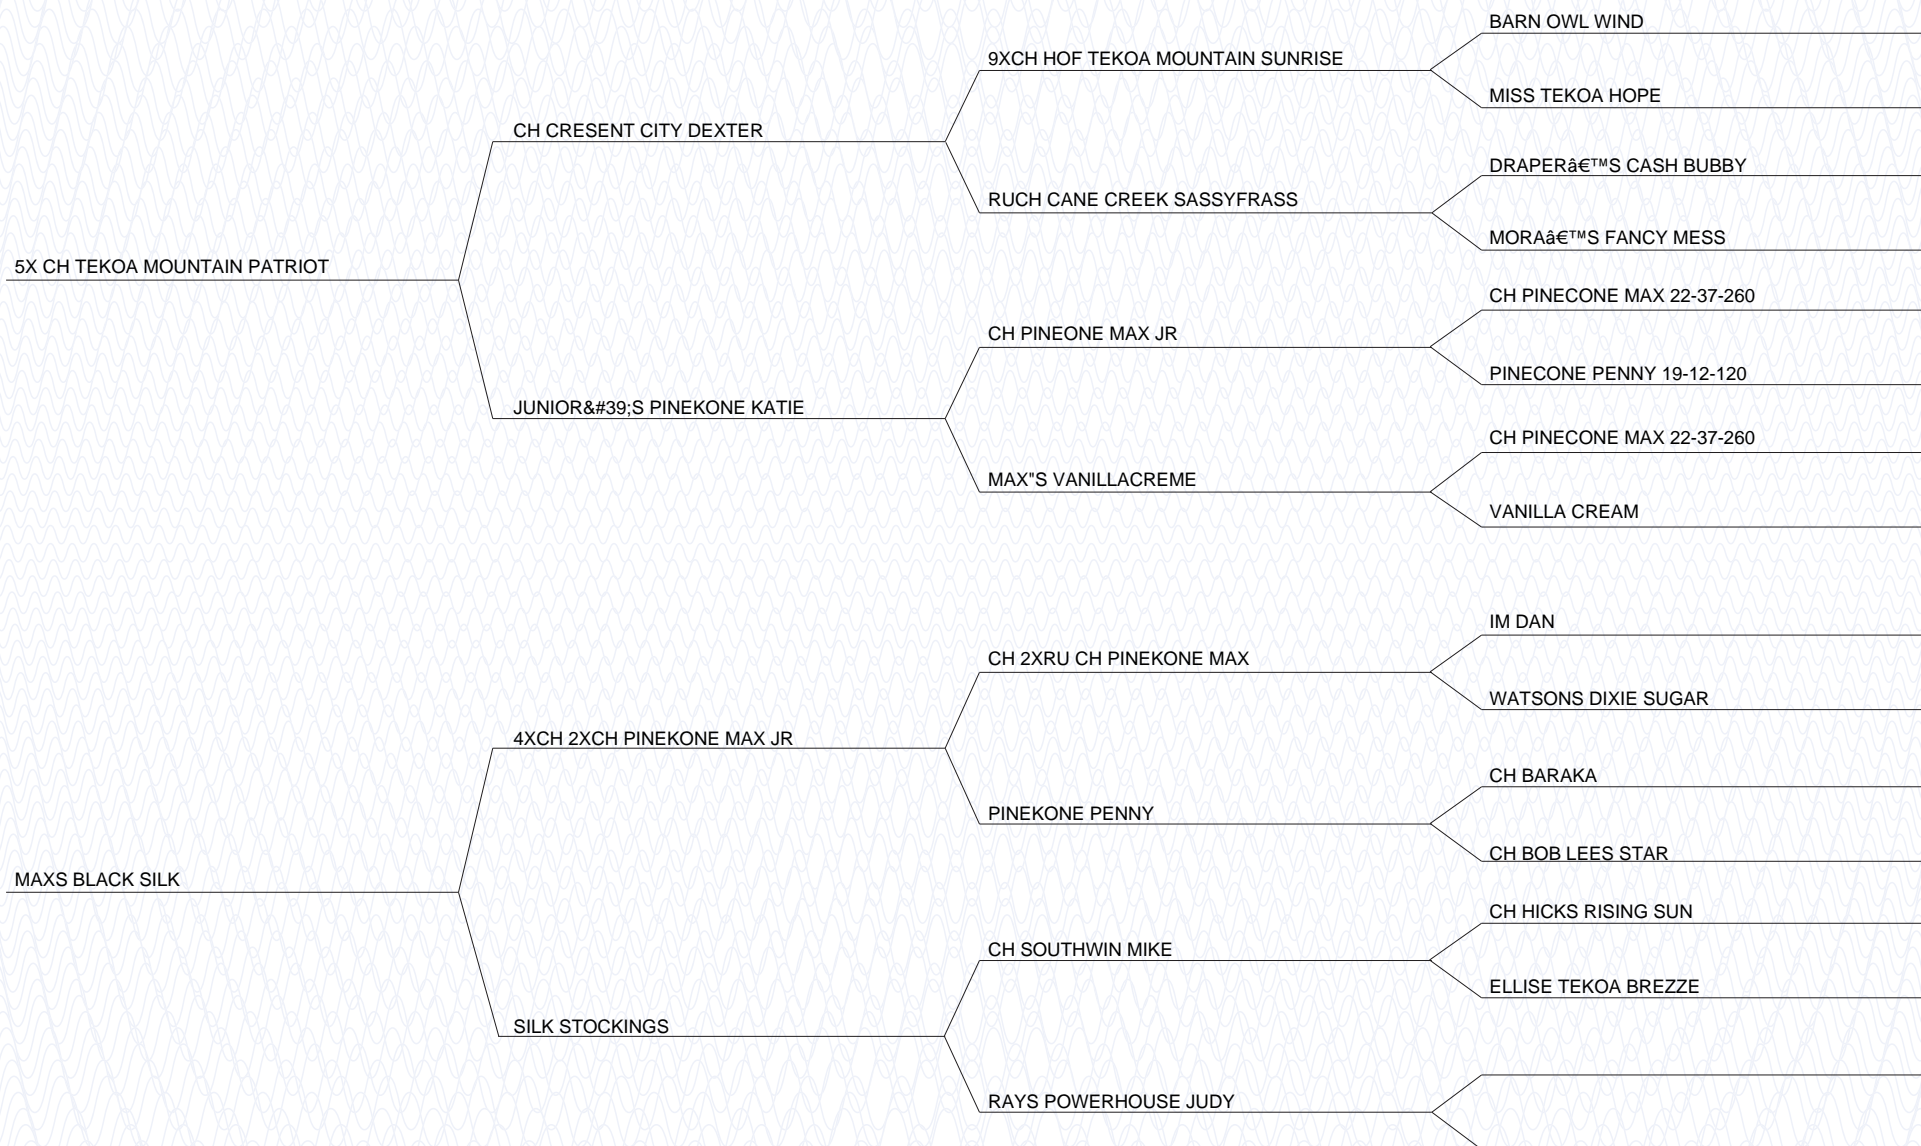 BARN OWL WIND
9XCH HOF TEKOA MOUNTAIN SUNRISE
MISS TEKOA HOPE
CH CRESENT CITY DEXTER
DRAPERâ€™S CASH BUBBY
RUCH CANE CREEK SASSYFRASS
MORAâ€™S FANCY MESS
5X CH TEKOA MOUNTAIN PATRIOT
CH PINECONE MAX 22-37-260
CH PINEONE MAX JR
PINECONE PENNY 19-12-120
JUNIOR&#39;S PINEKONE KATIE
CH PINECONE MAX 22-37-260
MAX"S VANILLACREME
VANILLA CREAM
IM DAN
CH 2XRU CH PINEKONE MAX
WATSONS DIXIE SUGAR
4XCH 2XCH PINEKONE MAX JR
CH BARAKA
PINEKONE PENNY
CH BOB LEES STAR
MAXS BLACK SILK
CH HICKS RISING SUN
CH SOUTHWIN MIKE
ELLISE TEKOA BREZZE
SILK STOCKINGS
RAYS POWERHOUSE JUDY